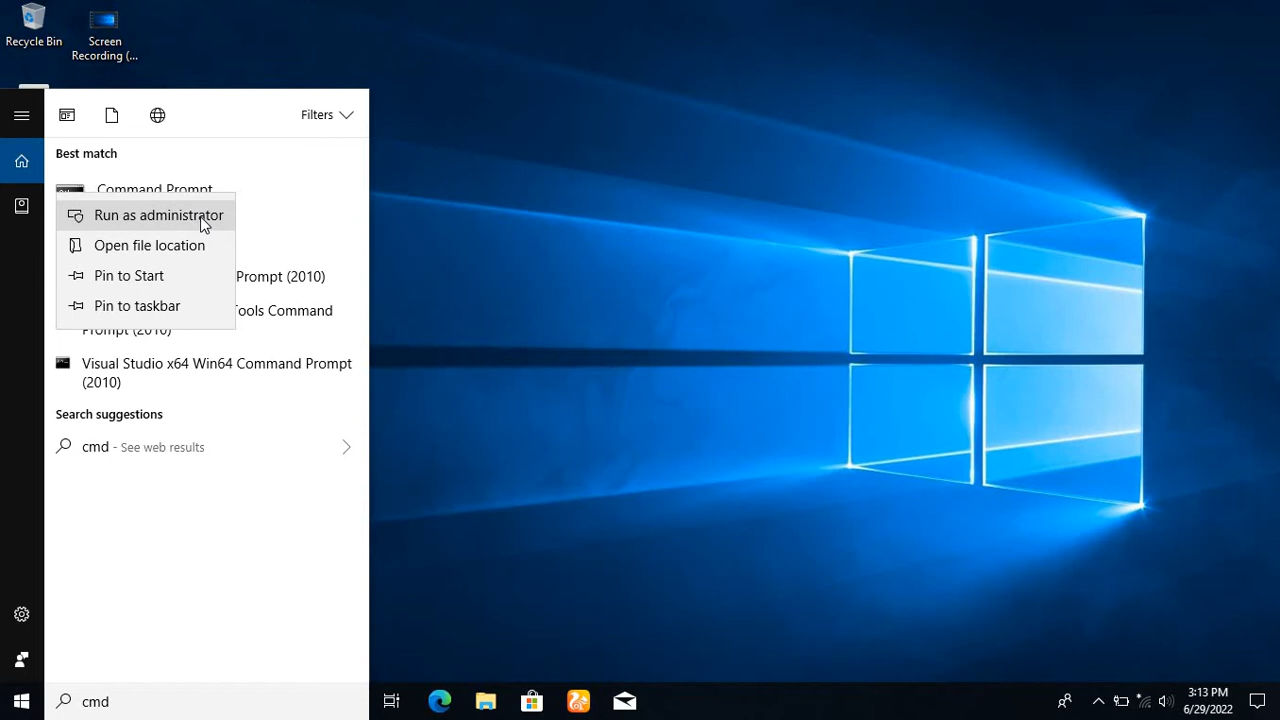 Recycle Bin
Screen
Recording (...
Filters
Best match
Command Prompt
Run as administrator
Open file location
Pin to Start
Prompt (2010)
Pin to taskbar
Tools Command
Prompt (2010)
Visual Studio x64 Win64 Command Prompt
(2010)
Search suggestions
cmd - See web results
cmd
3:13 PM
6/29/2022